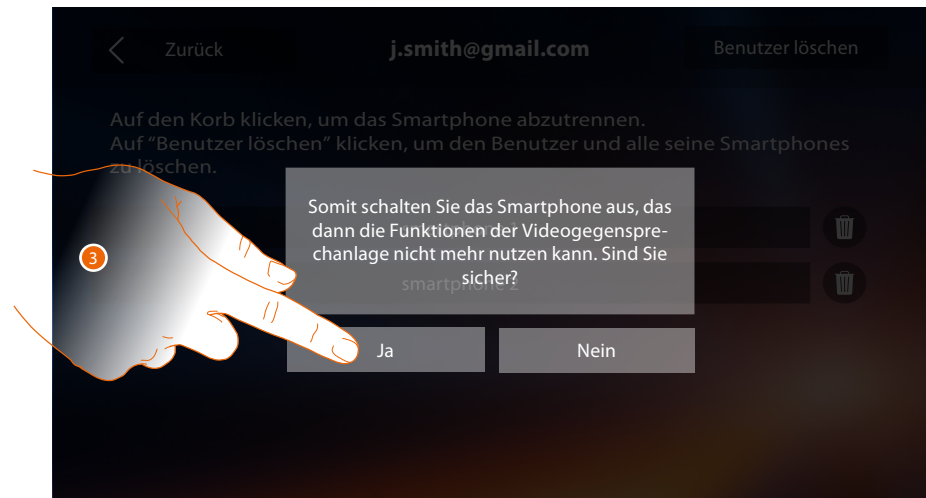 Zurück
j.smith@gmail.com
Benutzer löschen
Auf den Korb klicken, um das Smartphone abzutrennen.
Auf “Benutzer löschen” klicken, um den Benutzer und alle seine Smartphones
zu löschen.
Somit schalten Sie das Smartphone aus, das
dann die Funktionen der Videogegenspre-
chanlage nicht mehr nutzen kann. Sind Sie
sicher?
smartphone 2
3
Ja
Nein